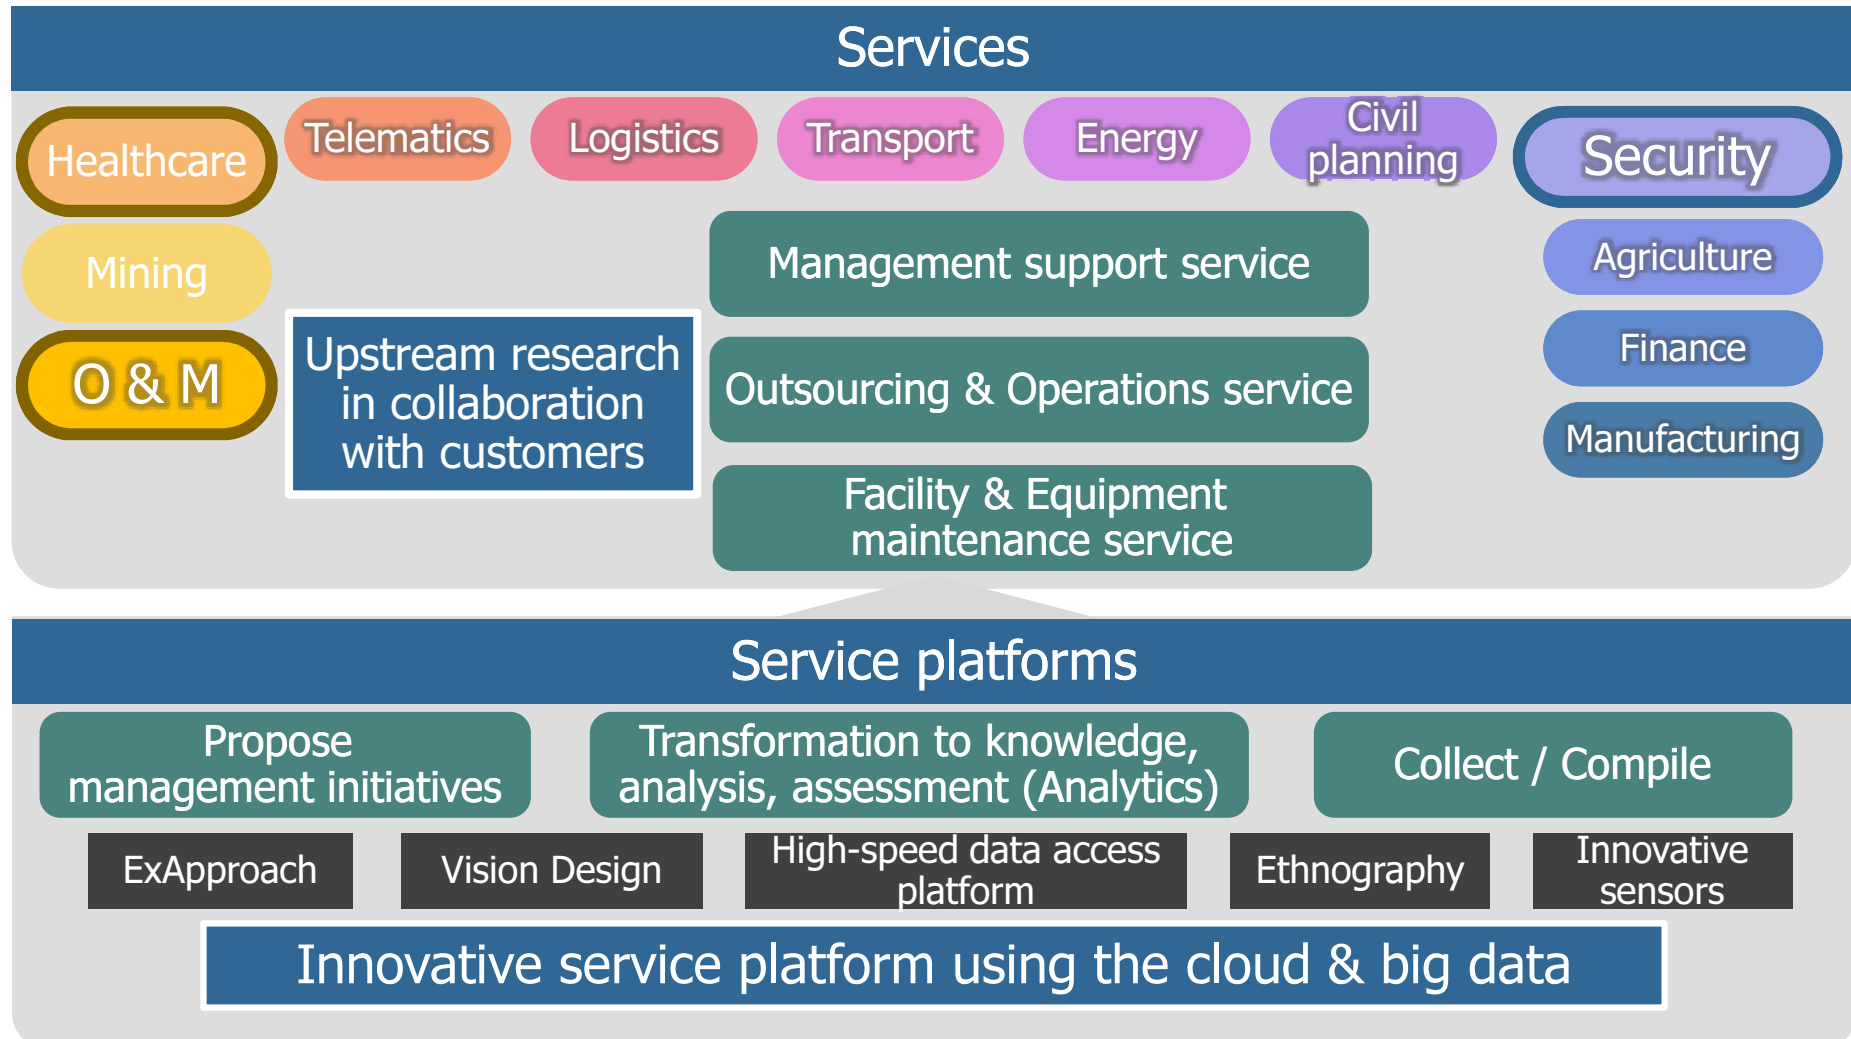 Services
Healthcare
Telematics
Logistics
Transport
Energy
Civil
planning
Security
Mining
O & M
Agriculture
Finance
Manufacturing
Upstream research
in collaboration
with customers
Management support service
Outsourcing & Operations service
Facility & Equipment
maintenance service
Service platforms
Propose
management initiatives
Transformation to knowledge,
analysis, assessment (Analytics)
Collect / Compile
ExApproach
Vision Design
High-speed data access
platform
Ethnography
Innovative
sensors
Innovative service platform using the cloud & big data